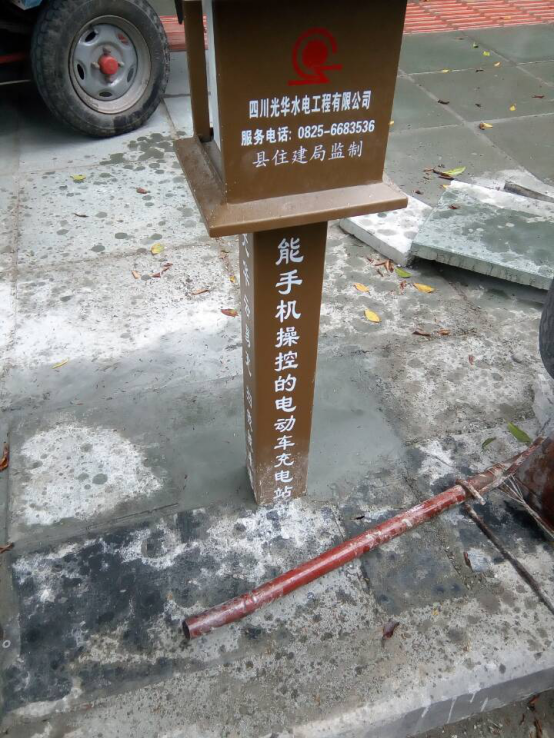 四川光华水电工程有限公司
服务电话: 0825-6683536
县住建局监制
能手机操控的电动车充电站